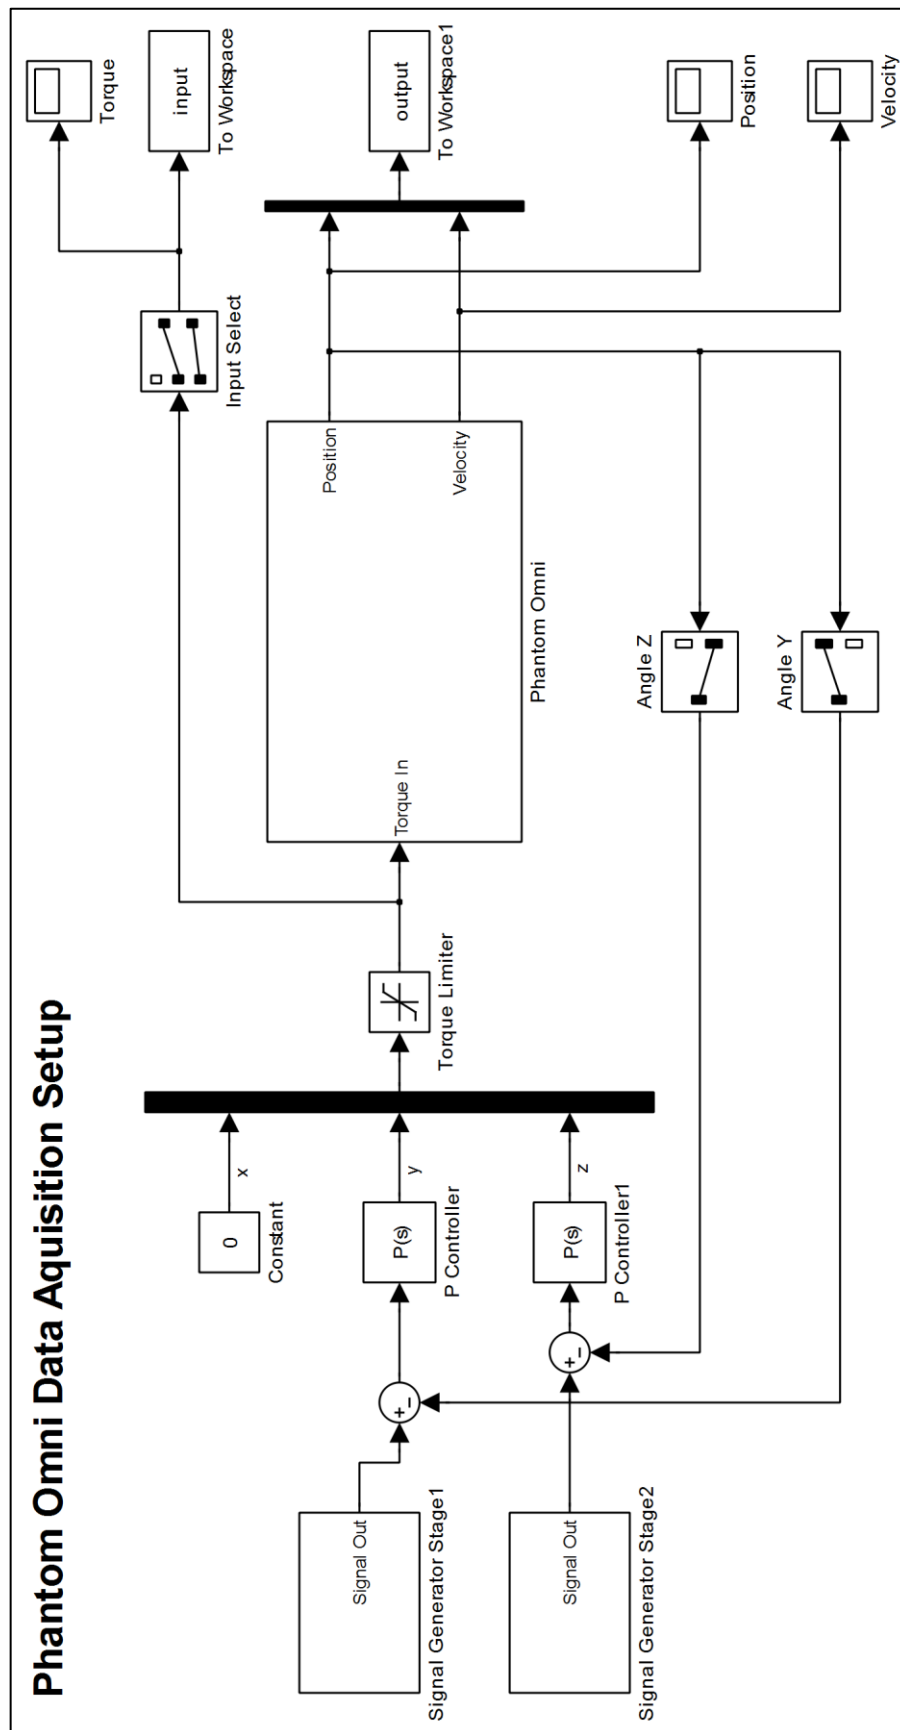 Phantom Omni Data Aquisition Setup
Torque
input
To Workspace
Input Select
output
To Workspace1
0
Constant
x
Signal Out
Signal Generator Stage1
+
-
P(s)
P Controller
y
Torque Limiter
Torque In
Position
Velocity
Phantom Omni
Signal Out
Signal Generator Stage2
+
-
P(s)
P Controller1
z
Angle Z
Position
Angle Y
Velocity